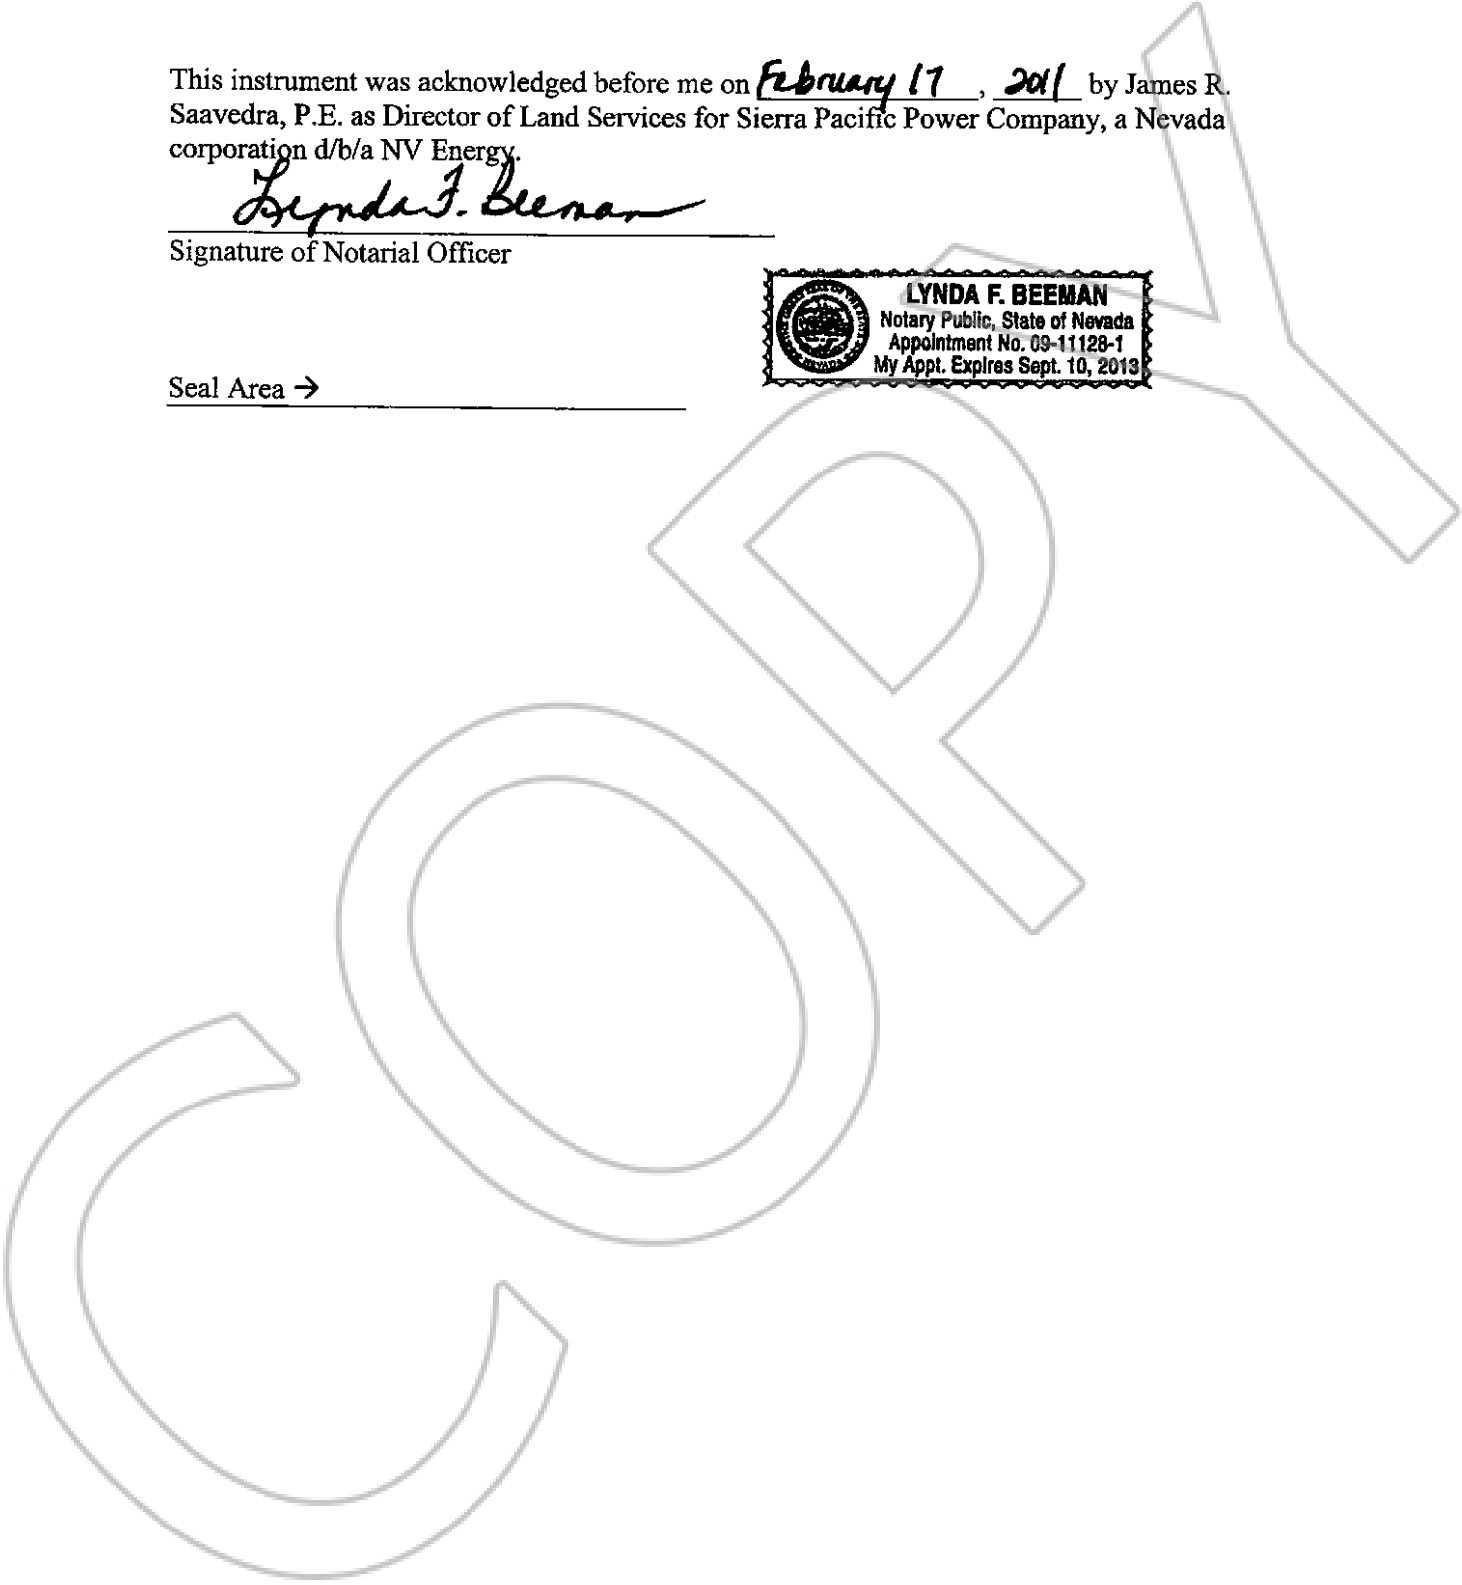 This instrument was acknowledged before me on February 17, 2011 by James R.
Saavedra, P.E. as Director of Land Services for Sierra Pacific Power Company, a Nevada
corporation d/b/a NV Energy.
Lynda F. Beeman
Signature of Notarial Officer
LYNDA F. BEEMAN
Notary Public, State of Nevada
Appointment No. 09-11128-1
My Appt. Expires Sept. 10, 2013
Seal Area →
COPY